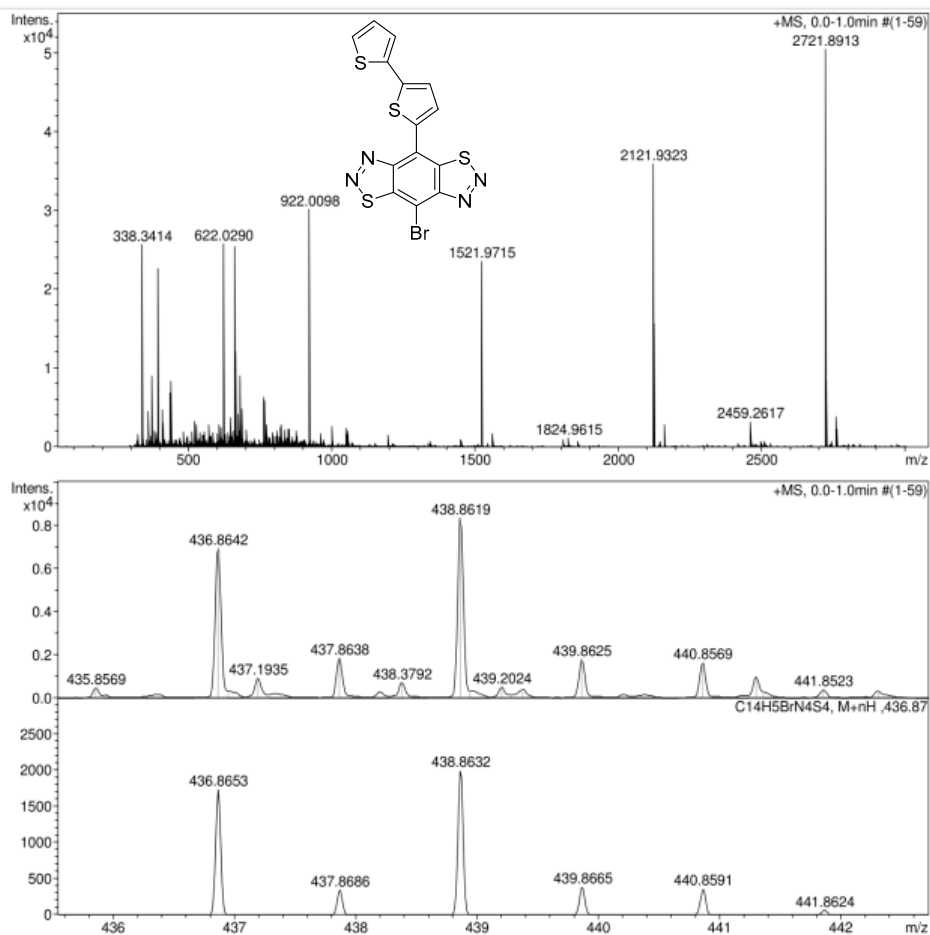 Intens.
x10⁴
+MS, 0.0-1.0min #(1-59)
2721.8913
5
4
3
2
1
0
2121.9323
922.0098
338.3414
622.0290
1521.9715
2459.2617
1824.9615
500
1000
1500
2000
2500
m/z
S
S
N
S
N
N
S
N
Br
Intens.
x10⁴
+MS, 0.0-1.0min #(1-59)
438.8619
0.8
436.8642
0.6
0.4
0.2
0.0
437.8638
439.8625
440.8569
438.3792
437.1935
439.2024
435.8569
441.8523
C14H5BrN4S4, M+nH ,436.87
2500
2000
1500
1000
500
0
438.8632
436.8653
437.8686
439.8665
440.8591
441.8624
436
437
438
439
440
441
442
m/z